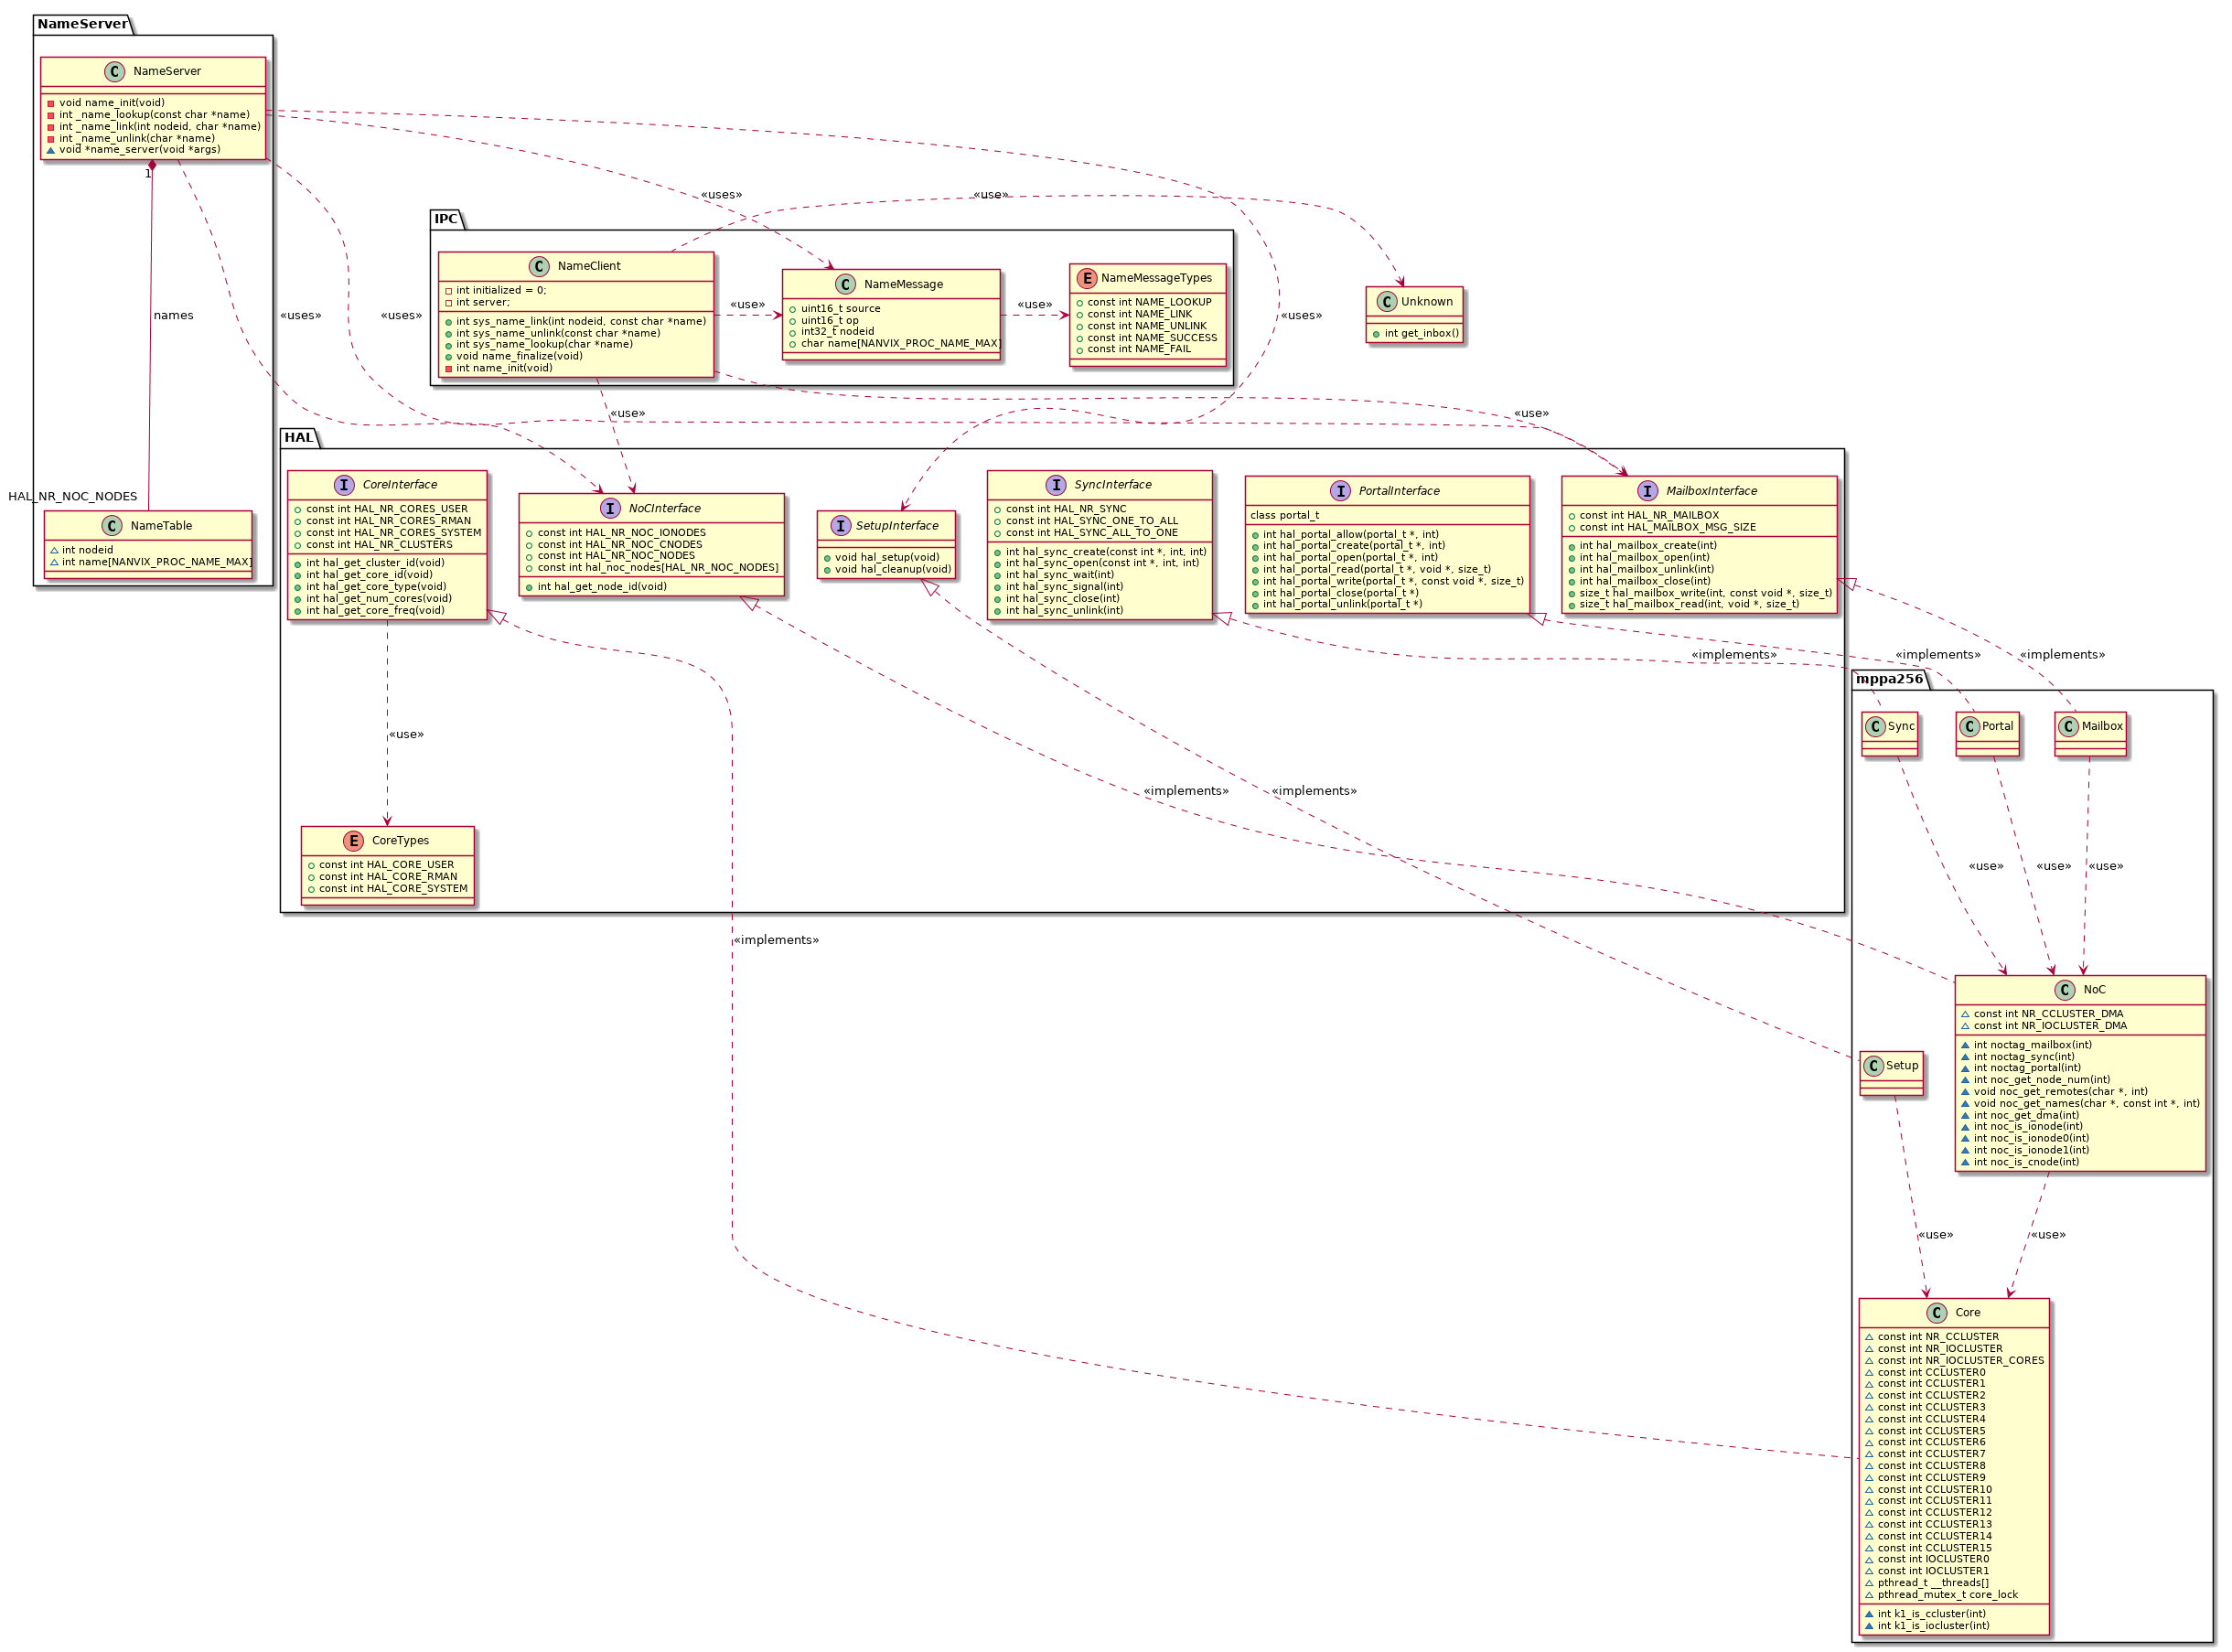 NameServer
C NameServer
void name_init(void)
int _name_lookup(const char *name)
int _name_link(int nodeid, char *name)
int _name_unlink(char *name)
void *name_server(void *args)
1
names
HAL_NR_NOC_NODES
C NameTable
int nodeid
int name[NANVIX_PROC_NAME_MAX]
«uses»
«uses»
«uses»
«uses»
«use»
IPC
C NameClient
int initialized = 0;
int server;
int sys_name_link(int nodeid, const char *name)
int sys_name_unlink(const char *name)
int sys_name_lookup(char *name)
void name_finalize(void)
int name_init(void)
«use»
C NameMessage
uint16_t source
uint16_t op
int32_t nodeid
char name[NANVIX_PROC_NAME_MAX]
«use»
E NameMessageTypes
const int NAME_LOOKUP
const int NAME_LINK
const int NAME_UNLINK
const int NAME_SUCCESS
const int NAME_FAIL
C Unknown
int get_inbox()
«use»
«use»
HAL
I CoreInterface
const int HAL_NR_CORES_USER
const int HAL_NR_CORES_RMAN
const int HAL_NR_CORES_SYSTEM
const int HAL_NR_CLUSTERS
int hal_get_cluster_id(void)
int hal_get_core_id(void)
int hal_get_core_type(void)
int hal_get_num_cores(void)
int hal_get_core_freq(void)
I NoCInterface
const int HAL_NR_NOC_IONODES
const int HAL_NR_NOC_CNODES
const int HAL_NR_NOC_NODES
const int hal_noc_nodes[HAL_NR_NOC_NODES]
int hal_get_node_id(void)
I SetupInterface
void hal_setup(void)
void hal_cleanup(void)
I SyncInterface
const int HAL_NR_SYNC
const int HAL_SYNC_ONE_TO_ALL
const int HAL_SYNC_ALL_TO_ONE
int hal_sync_create(const int *, int, int)
int hal_sync_open(const int *, int, int)
int hal_sync_wait(int)
int hal_sync_signal(int)
int hal_sync_close(int)
int hal_sync_unlink(int)
I PortalInterface
class portal_t
int hal_portal_allow(portal_t *, int)
int hal_portal_create(portal_t *, int)
int hal_portal_open(portal_t *, int)
int hal_portal_read(portal_t *, void *, size_t)
int hal_portal_write(portal_t *, const void *, size_t)
int hal_portal_close(portal_t *)
int hal_portal_unlink(portal_t *)
I MailboxInterface
const int HAL_NR_MAILBOX
const int HAL_MAILBOX_MSG_SIZE
int hal_mailbox_create(int)
int hal_mailbox_open(int)
int hal_mailbox_unlink(int)
int hal_mailbox_close(int)
size_t hal_mailbox_write(int, const void *, size_t)
size_t hal_mailbox_read(int, void *, size_t)
«implements»
«implements»
«implements»
«use»
«implements»
«implements»
E CoreTypes
const int HAL_CORE_USER
const int HAL_CORE_RMAN
const int HAL_CORE_SYSTEM
«implements»
mppa256
C Sync
C Portal
C Mailbox
«use»
«use»
«use»
C NoC
const int NR_CCLUSTER_DMA
const int NR_IOCLUSTER_DMA
int noctag_mailbox(int)
int noctag_sync(int)
int noctag_portal(int)
int noc_get_node_num(int)
void noc_get_remotes(char *, int)
void noc_get_names(char *, const int *, int)
int noc_get_dma(int)
int noc_is_ionode(int)
int noc_is_ionode0(int)
int noc_is_ionode1(int)
int noc_is_cnode(int)
C Setup
«use»
«use»
C Core
const int NR_CCLUSTER
const int NR_IOCLUSTER
const int NR_IOCLUSTER_CORES
const int CCLUSTER0
const int CCLUSTER1
const int CCLUSTER2
const int CCLUSTER3
const int CCLUSTER4
const int CCLUSTER5
const int CCLUSTER6
const int CCLUSTER7
const int CCLUSTER8
const int CCLUSTER9
const int CCLUSTER10
const int CCLUSTER11
const int CCLUSTER12
const int CCLUSTER13
const int CCLUSTER14
const int CCLUSTER15
const int IOCLUSTER0
const int IOCLUSTER1
pthread_t __threads[]
pthread_mutex_t core_lock
int k1_is_ccluster(int)
int k1_is_iocluster(int)